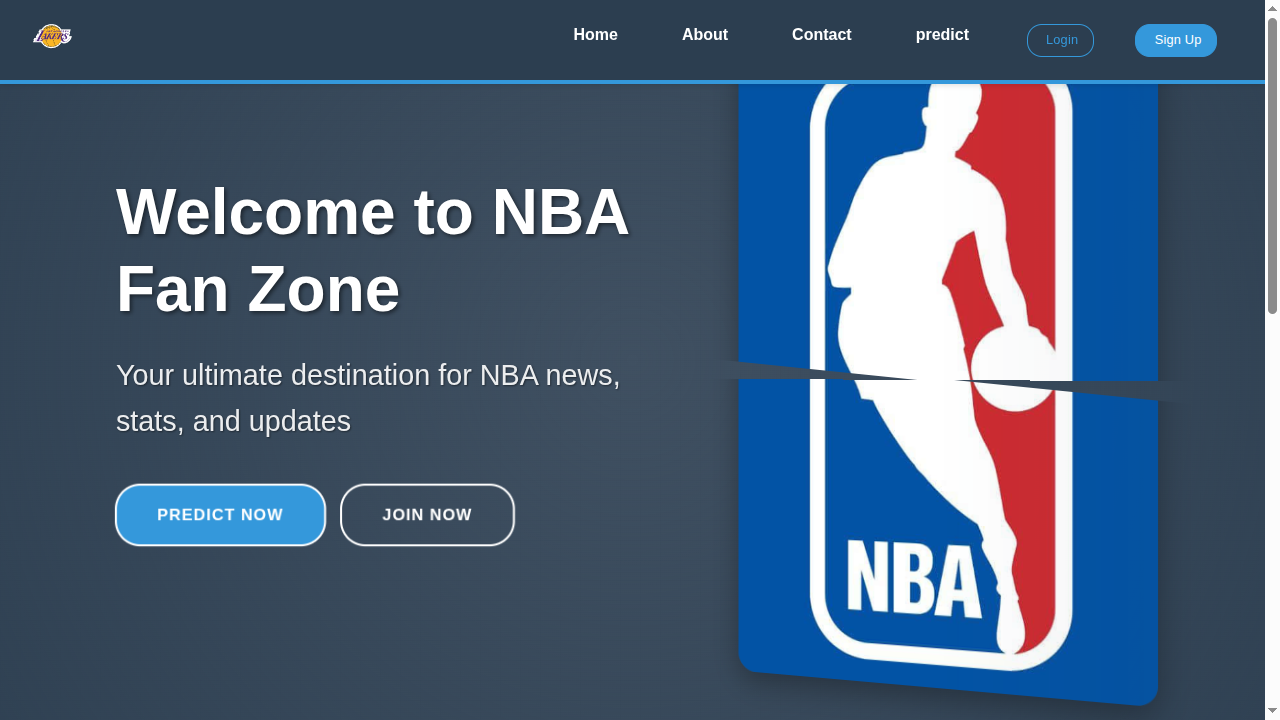 LAKERS
Home
About
Contact
predict
Login
Sign Up
Welcome to NBA
Fan Zone
Your ultimate destination for NBA news,
stats, and updates
PREDICT NOW
JOIN NOW
NBA